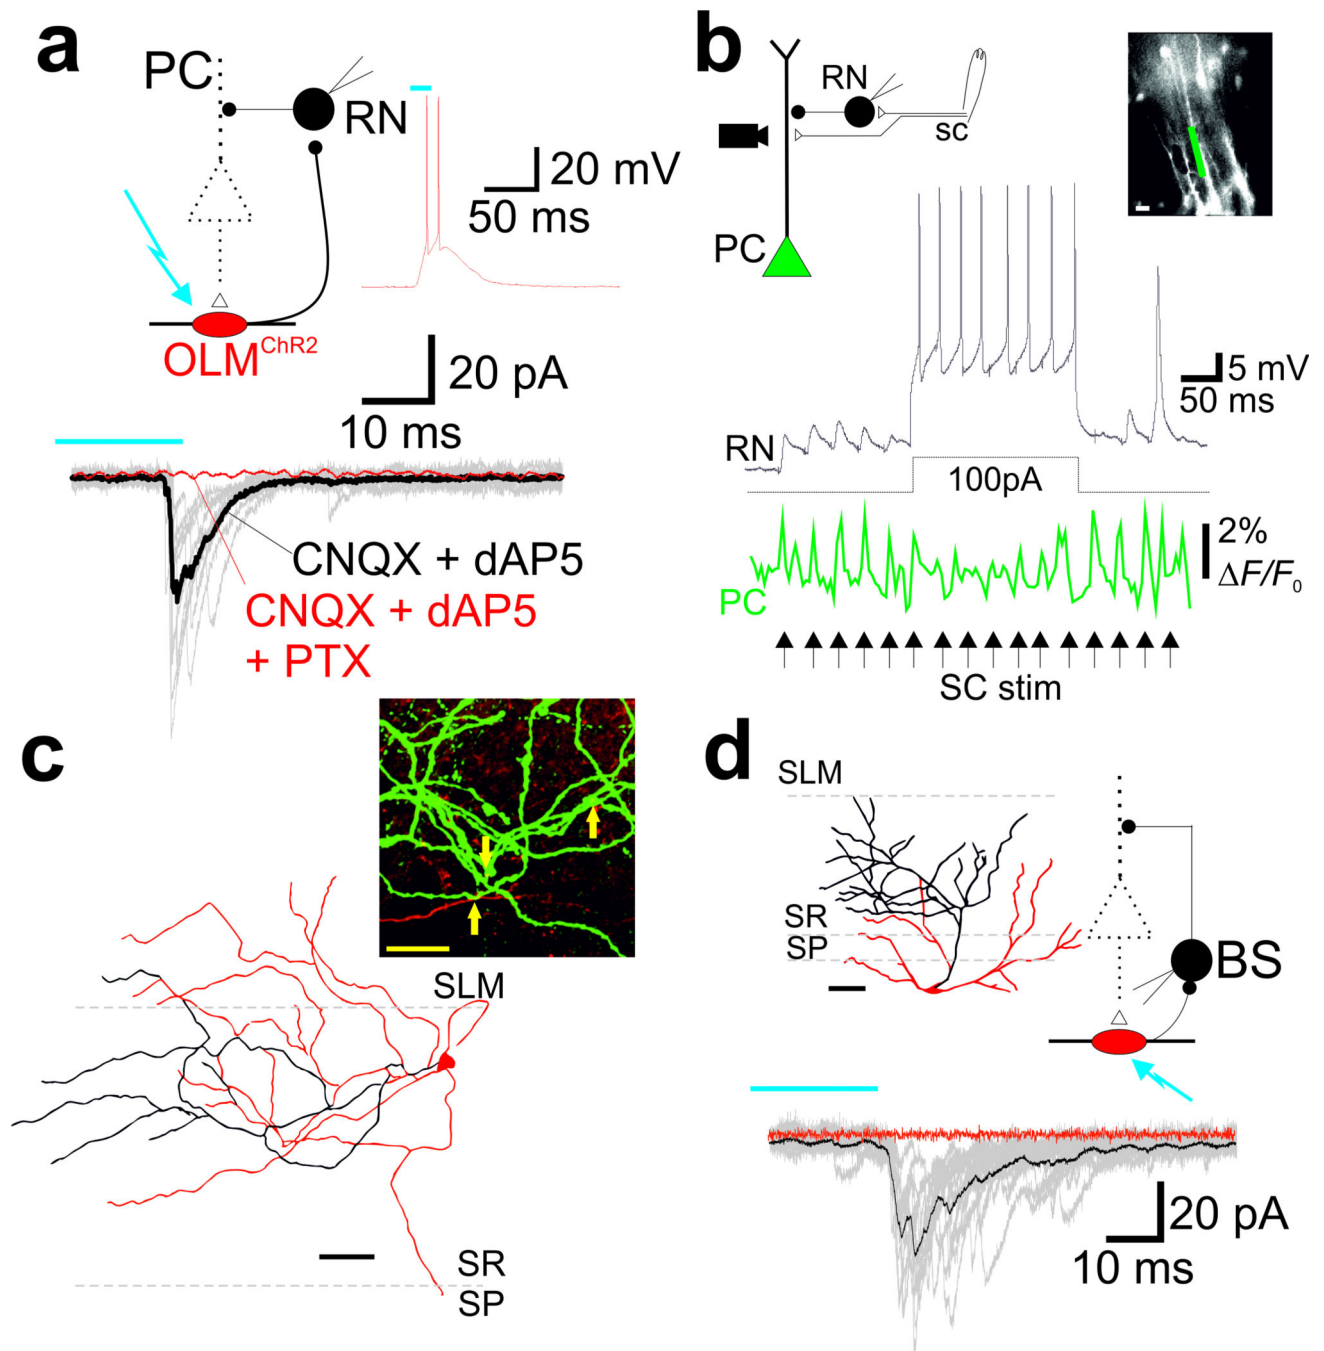 a
PC
RN
20 mV
50 ms
OLM^ChR2
20 pA
10 ms
CNQX + dAP5
CNQX + dAP5
+ PTX
b
RN
sc
PC
5 mV
50 ms
RN
100pA
2%
ΔF/F₀
PC
SC stim
c
SLM
SR
SP
d
SLM
SR
SP
BS
20 pA
10 ms